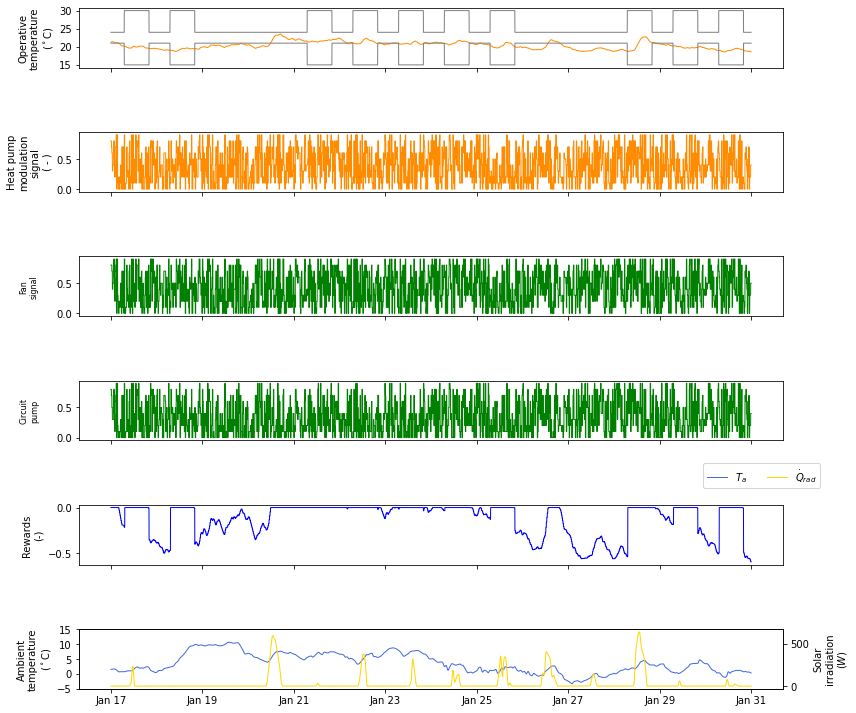 Operative
temperature
(°C)
30
25
20
15
Heat pump
modulation
signal
( - )
0.5
0.0
Fan
signal
0.5
0.0
Circuit
pump
0.5
0.0
T_a Q̇_rad
Rewards
(-)
0.0
−0.5
Ambient
temperature
(°C)
15
10
5
0
−5
500
0
Solar
irradiation
(W)
Jan 17 Jan 19 Jan 21 Jan 23 Jan 25 Jan 27 Jan 29 Jan 31